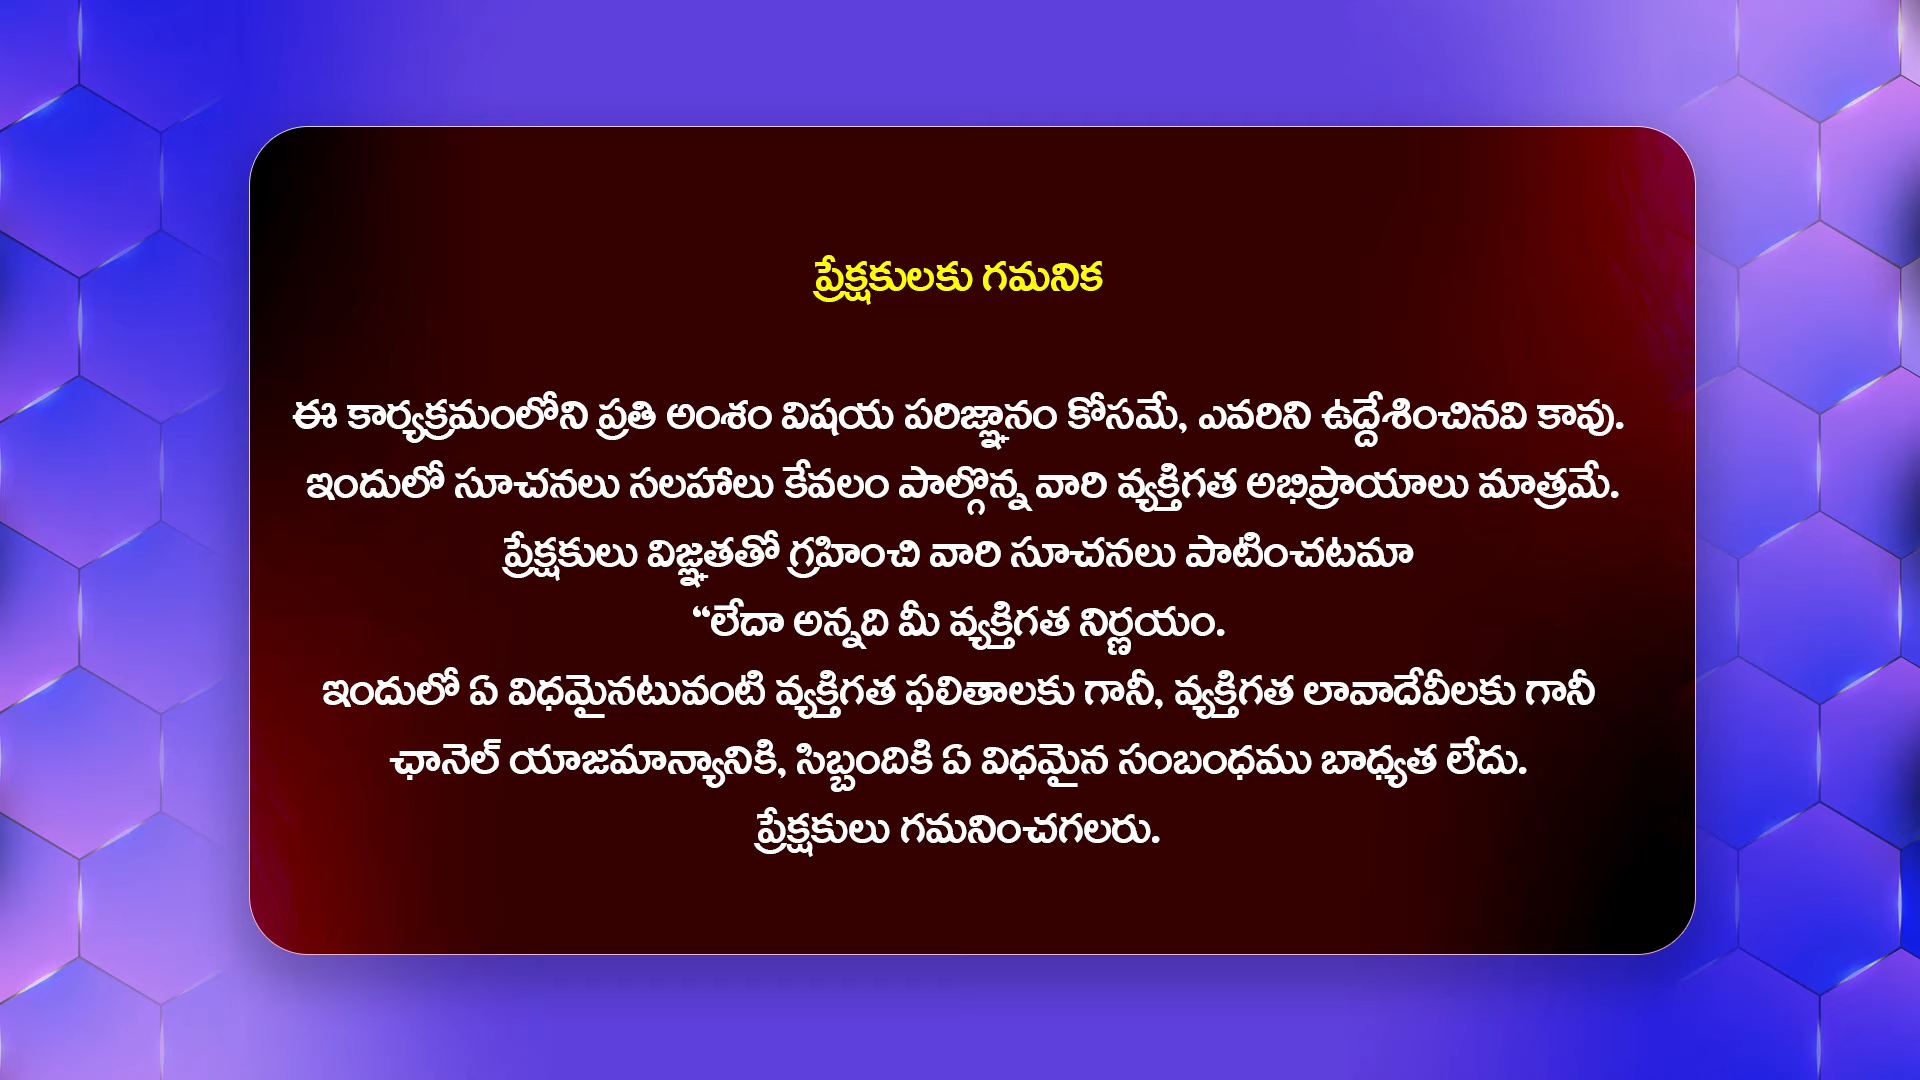 ప్రేక్షకులకు గమనిక
ఈ కార్యక్రమంలోని ప్రతి అంశం విషయ పరిజ్ఞానం కోసమే, ఎవరిని ఉద్దేశించినవి కావు.
ఇందులో సూచనలు సలహాలు కేవలం పాల్గొన్న వారి వ్యక్తిగత అభిప్రాయాలు మాత్రమే.
ప్రేక్షకులు విజ్ఞతతో గ్రహించి వారి సూచనలు పాటించటమా
“లేదా అన్నది మీ వ్యక్తిగత నిర్ణయం.
ఇందులో ఏ విధమైనటువంటి వ్యక్తిగత ఫలితాలకు గానీ, వ్యక్తిగత లావాదేవీలకు గానీ
ఛానెల్ యాజమాన్యానికి, సిబ్బందికి ఏ విధమైన సంబంధము బాధ్యత లేదు.
ప్రేక్షకులు గమనించగలరు.